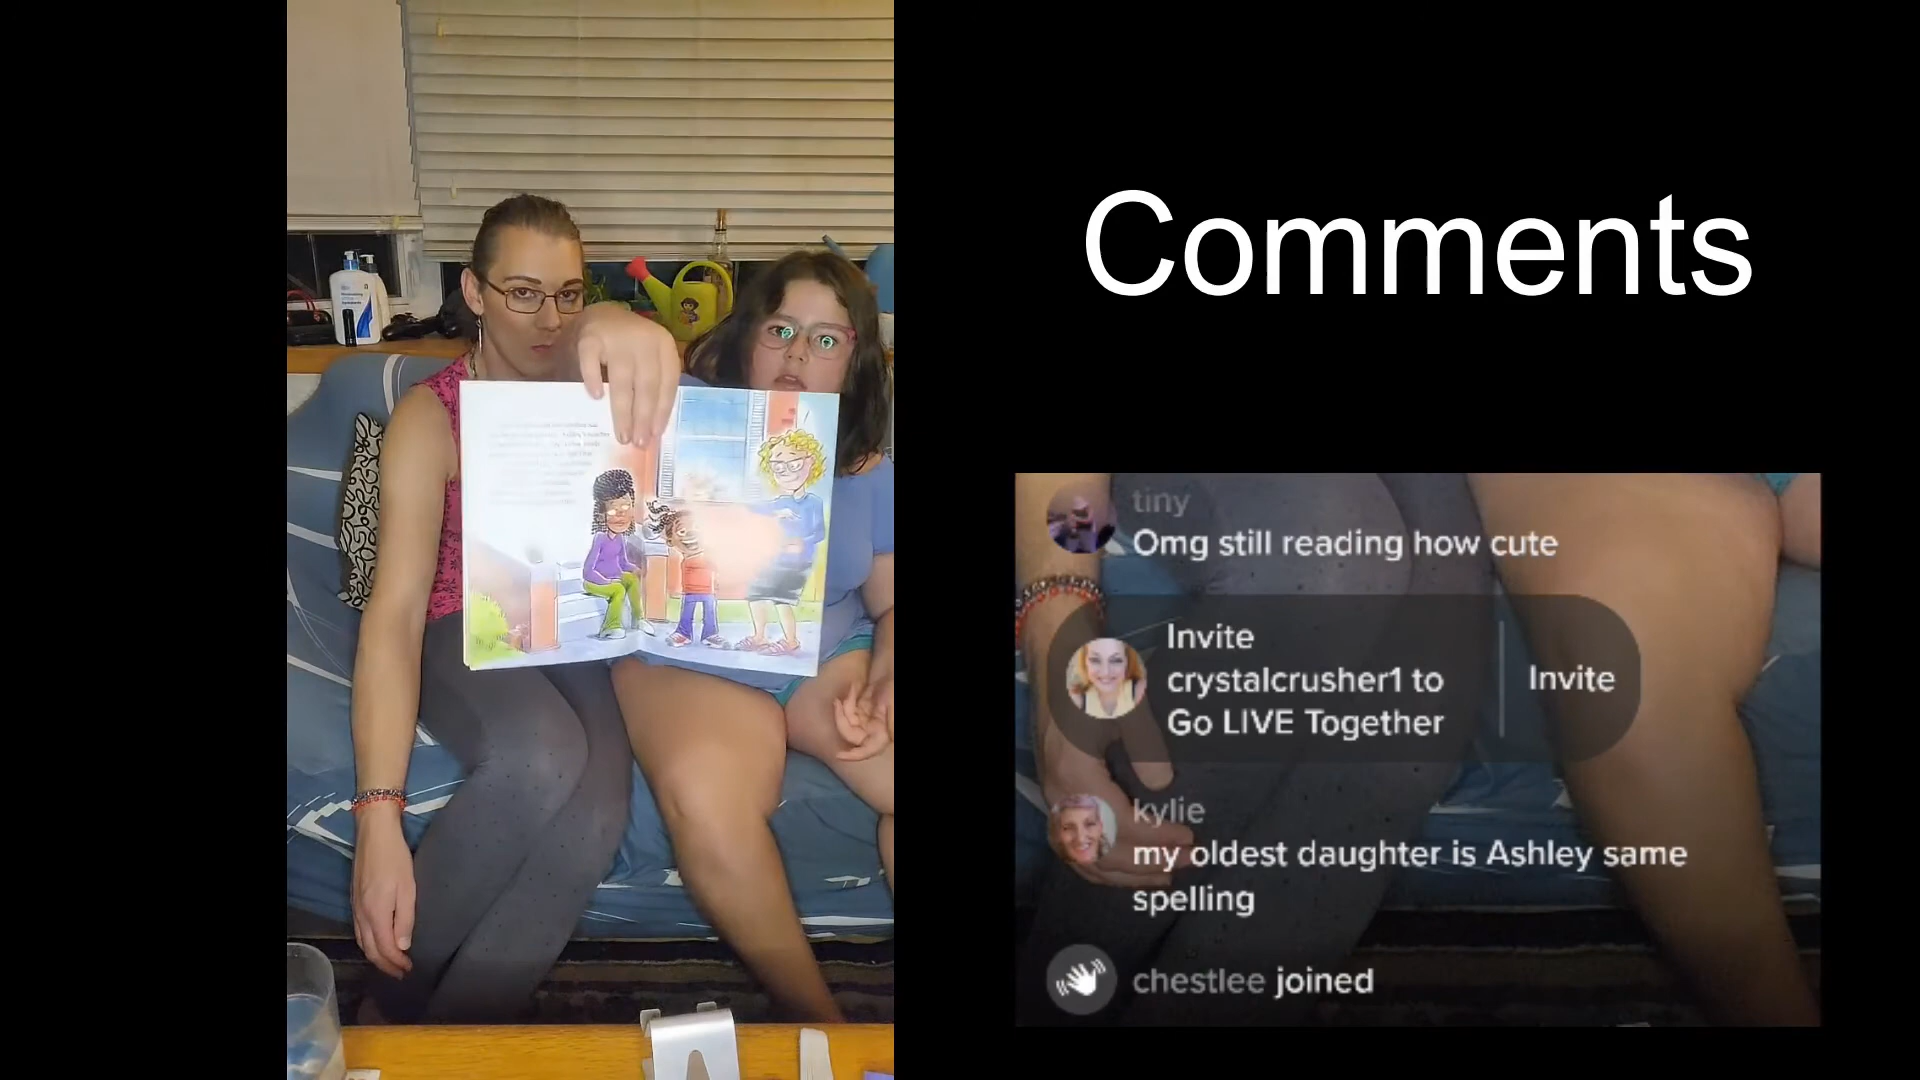 Comments
tiny
Omg still reading how cute
Invite
crystalcrusher1 to
Go LIVE Together
Invite
kylie
my oldest daughter is Ashley same
spelling
chestlee joined